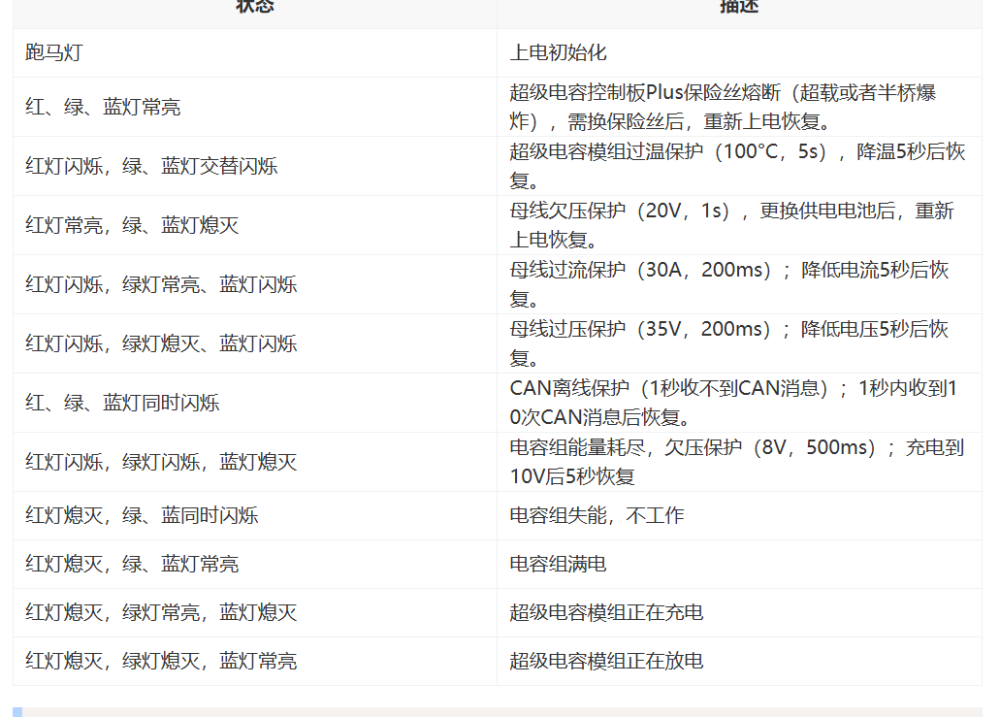 状态
描述
跑马灯
上电初始化
红、绿、蓝灯常亮
超级电容控制板Plus保险丝熔断（超载或者半桥爆
炸），需换保险丝后，重新上电恢复。
红灯闪烁，绿、蓝灯交替闪烁
超级电容模组过温保护（100°C，5s），降温5秒后恢
复。
红灯常亮，绿、蓝灯熄灭
母线欠压保护（20V，1s），更换供电电池后，重新
上电恢复。
红灯闪烁，绿灯常亮、蓝灯闪烁
母线过流保护（30A，200ms）；降低电流5秒后恢
复。
红灯闪烁，绿灯熄灭、蓝灯闪烁
母线过压保护（35V，200ms）；降低电压5秒后恢
复。
红、绿、蓝灯同时闪烁
CAN离线保护（1秒收不到CAN消息）；1秒内收到1
0次CAN消息后恢复。
红灯闪烁，绿灯闪烁，蓝灯熄灭
电容组能量耗尽，欠压保护（8V，500ms）；充电到
10V后5秒恢复
红灯熄灭，绿、蓝同时闪烁
电容组失能，不工作
红灯熄灭，绿、蓝灯常亮
电容组满电
红灯熄灭，绿灯常亮，蓝灯熄灭
超级电容模组正在充电
红灯熄灭，绿灯熄灭，蓝灯常亮
超级电容模组正在放电